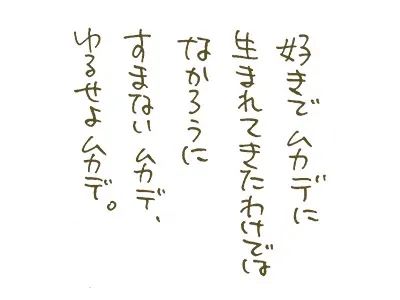 好きで ムカデに
生まれてきたわけでは
なかろうに
すまない ムカデ、
ゆるせよ ムカデ。